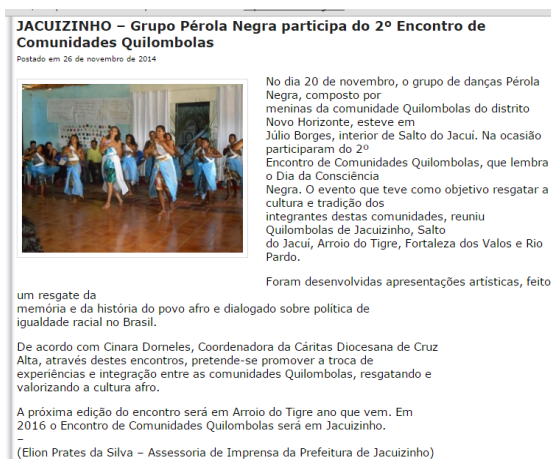 JACUIZINHO – Grupo Pérola Negra participa do 2º Encontro de
Comunidades Quilombolas
Postado em 26 de novembro de 2014
No dia 20 de novembro, o grupo de danças Pérola
Negra, composto por
meninas da comunidade Quilombolas do distrito
Novo Horizonte, esteve em
Júlio Borges, interior de Salto do Jacuí. Na ocasião
participaram do 2º
Encontro de Comunidades Quilombolas, que lembra
o Dia da Consciência
Negra. O evento que teve como objetivo resgatar a
cultura e tradição dos
integrantes destas comunidades, reuniu
Quilombolas de Jacuizinho, Salto
do Jacuí, Arroio do Tigre, Fortaleza dos Valos e Rio
Pardo.
Foram desenvolvidas apresentações artísticas, feito
um resgate da
memória e da história do povo afro e dialogado sobre política de
igualdade racial no Brasil.
De acordo com Cinara Dorneles, Coordenadora da Cáritas Diocesana de Cruz
Alta, através destes encontros, pretende-se promover a troca de
experiências e integração entre as comunidades Quilombolas, resgatando e
valorizando a cultura afro.
A próxima edição do encontro será em Arroio do Tigre ano que vem. Em
2016 o Encontro de Comunidades Quilombolas será em Jacuizinho.
–
(Elion Prates da Silva – Assessoria de Imprensa da Prefeitura de Jacuizinho)